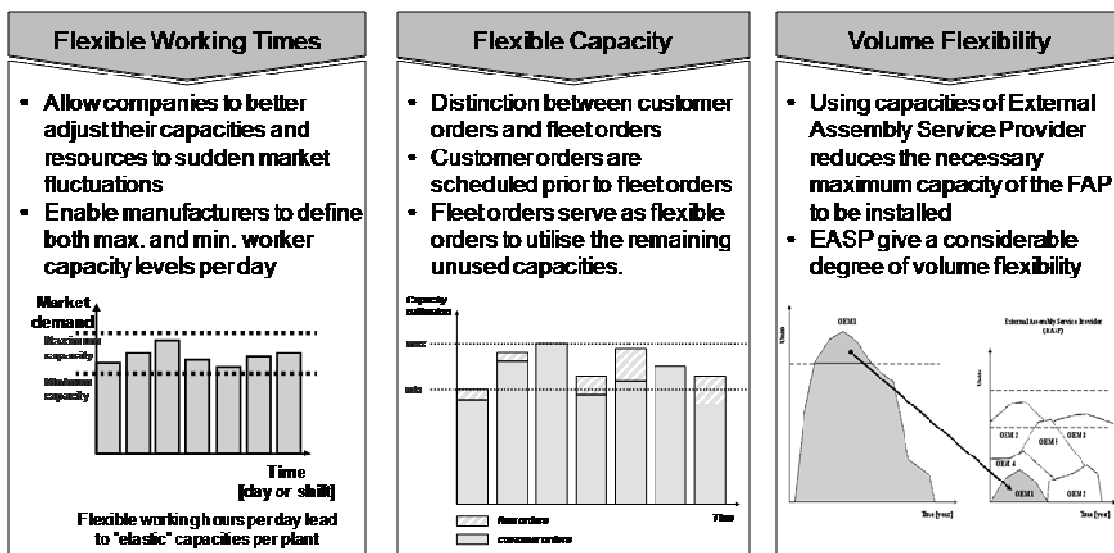 Flexible Working Times
• Allow companies to better
adjust their capacities and
resources to sudden market
fluctuations
• Enable manufacturers to define
both max. and min. worker
capacity levels per day
Market
demand
Maximum
capacity
Minimum
capacity
Time
[day or shift]
Flexible working hours per day lead
to "elastic" capacities per plant
Flexible Capacity
• Distinction between customer
orders and fleet orders
• Customer orders are
scheduled prior to fleet orders
• Fleet orders serve as flexible
orders to utilise the remaining
unused capacities.
Capacity
utilisation
max
min
Time
fleet orders
customer orders
Volume Flexibility
• Using capacities of External
Assembly Service Provider
reduces the necessary
maximum capacity of the FAP
to be installed
• EASP give a considerable
degree of volume flexibility
OEM1
Units
Time [year]
External Assembly Service Provider
(EASP)
Units
OEM 2
OEM 5
OEM 3
OEM 4
OEM1
OEM 2
Time [year]